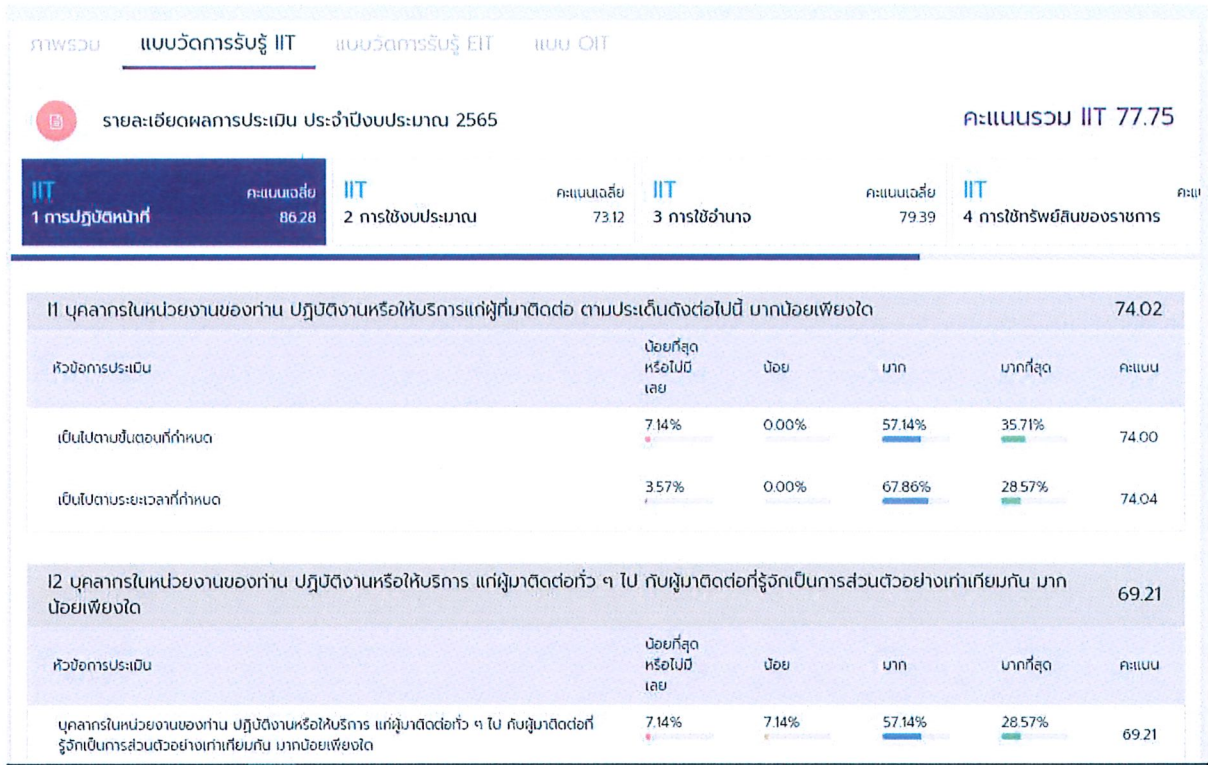 ภาพรวม แบบวัดการรับรู้ IIT แบบวัดการรับรู้ EIT แบบ OIT
รายละเอียดผลการประเมิน ประจำปีงบประมาณ 2565 คะแนนรวม IIT 77.75
IIT คะแนนเฉลี่ย IIT คะแนนเฉลี่ย IIT คะแนนเฉลี่ย IIT
1 การปฏิบัติหน้าที่ 86.28 2 การใช้งบประมาณ 73.12 3 การใช้อำนาจ 79.39 4 การใช้ทรัพย์สินของราชการ
I1 บุคลากรในหน่วยงานของท่าน ปฏิบัติงานหรือให้บริการแก่ผู้ที่มาติดต่อ ตามประเด็นดังต่อไปนี้ มากน้อยเพียงใด 74.02
หัวข้อการประเมิน น้อยที่สุด
หรือไม่มี
เลย น้อย มาก มากที่สุด คะแนน
เป็นไปตามขั้นตอนที่กำหนด 7.14% 0.00% 57.14% 35.71% 74.00
เป็นไปตามระยะเวลาที่กำหนด 3.57% 0.00% 67.86% 28.57% 74.04
I2 บุคลากรในหน่วยงานของท่าน ปฏิบัติงานหรือให้บริการ แก่ผู้มาติดต่อทั่ว ๆ ไป กับผู้มาติดต่อที่รู้จักเป็นการส่วนตัวอย่างเท่าเทียมกัน มาก
น้อยเพียงใด 69.21
หัวข้อการประเมิน น้อยที่สุด
หรือไม่มี
เลย น้อย มาก มากที่สุด คะแนน
บุคลากรในหน่วยงานของท่าน ปฏิบัติงานหรือให้บริการ แก่ผู้มาติดต่อทั่ว ๆ ไป กับผู้มาติดต่อที่ 7.14% 7.14% 57.14% 28.57% 69.21
รู้จักเป็นการส่วนตัวอย่างเท่าเทียมกัน มากน้อยเพียงใด